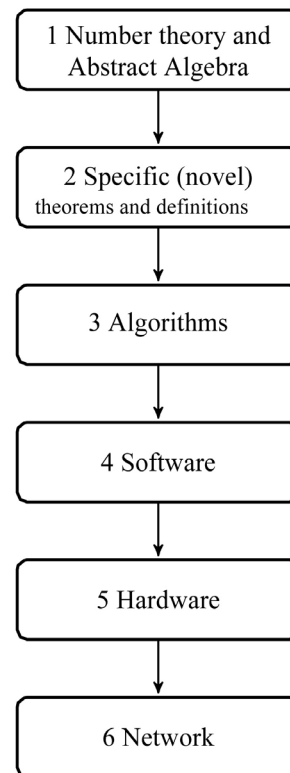 1 Number theory and
Abstract Algebra
2 Specific (novel)
theorems and definitions
3 Algorithms
4 Software
5 Hardware
6 Network